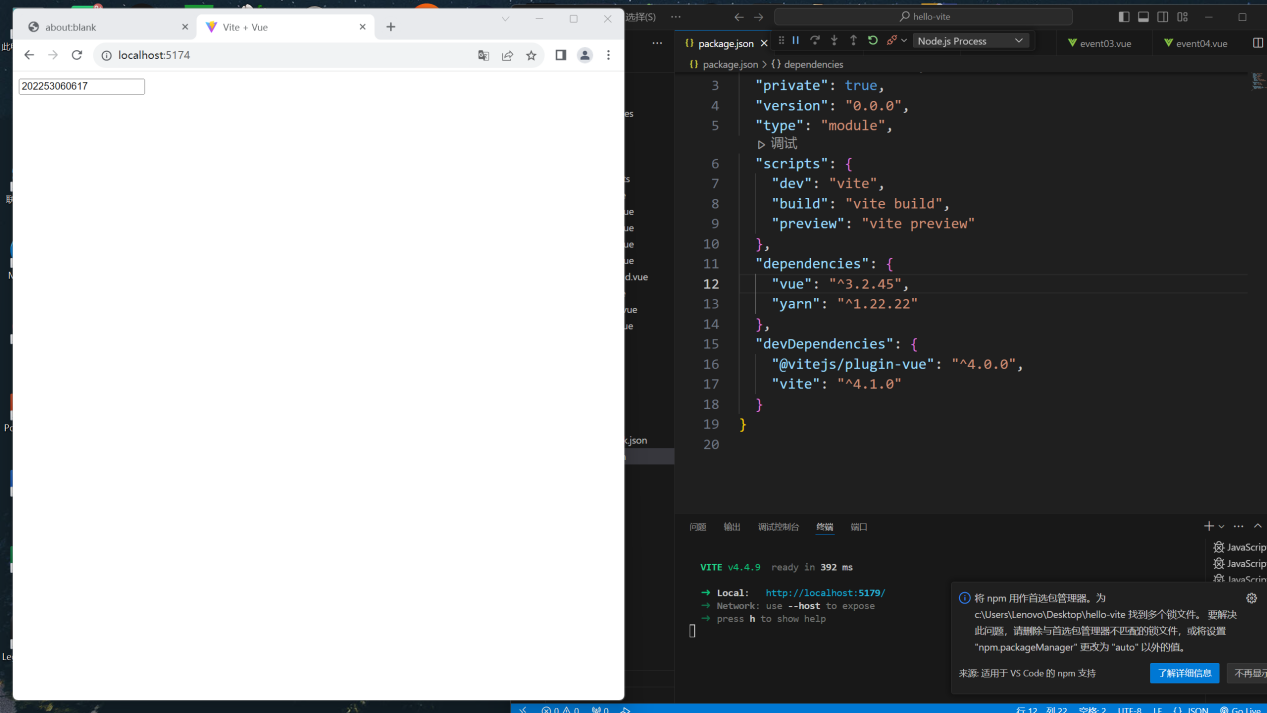 about:blank
Vite + Vue
localhost:5174
202253060617
选择(S)
hello-vite
package.json
Node.js Process
event03.vue
event04.vue
package.json > {} dependencies
3 "private": true,
4 "version": "0.0.0",
5 "type": "module",
调试
6 "scripts": {
7 "dev": "vite",
8 "build": "vite build",
9 "preview": "vite preview"
10 },
11 "dependencies": {
12 "vue": "^3.2.45",
13 "yarn": "^1.22.22"
14 },
15 "devDependencies": {
16 "@vitejs/plugin-vue": "^4.0.0",
17 "vite": "^4.1.0"
18 }
19 }
20
问题 输出 调试控制台 终端 端口
VITE v4.4.9 ready in 392 ms
➜ Local: http://localhost:5179/
➜ Network: use --host to expose
➜ press h to show help
JavaScrip
JavaScrip
JavaScrip
将 npm 用作首选包管理器。为
c:\Users\Lenovo\Desktop\hello-vite 找到多个锁文件。 要解决
此问题，请删除与首选包管理器不匹配的锁文件，或将设置
"npm.packageManager" 更改为 "auto" 以外的值。
来源: 适用于 VS Code 的 npm 支持
了解详细信息
不再显示
行 12, 列 22 空格: 2 UTF-8 LF {} JSON Go Live